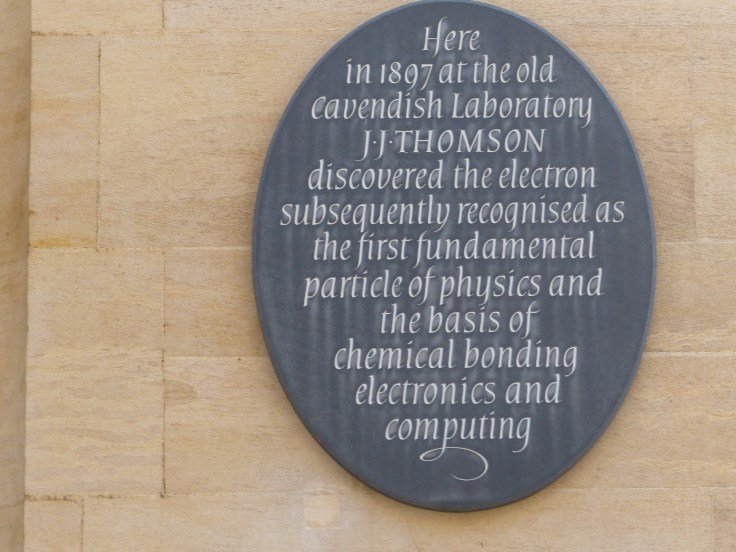 Here
in 1897 at the old
Cavendish Laboratory
J·J·THOMSON
discovered the electron
subsequently recognised as
the first fundamental
particle of physics and
the basis of
chemical bonding
electronics and
computing